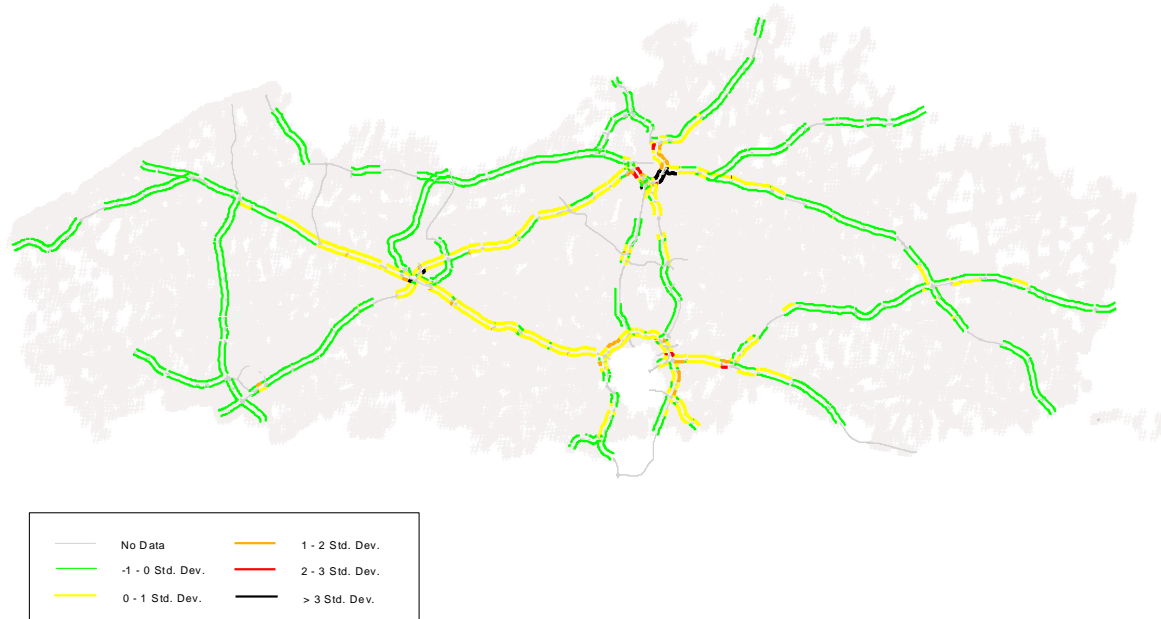 No Data
-1 - 0 Std. Dev.
0 - 1 Std. Dev.
1 - 2 Std. Dev.
2 - 3 Std. Dev.
> 3 Std. Dev.